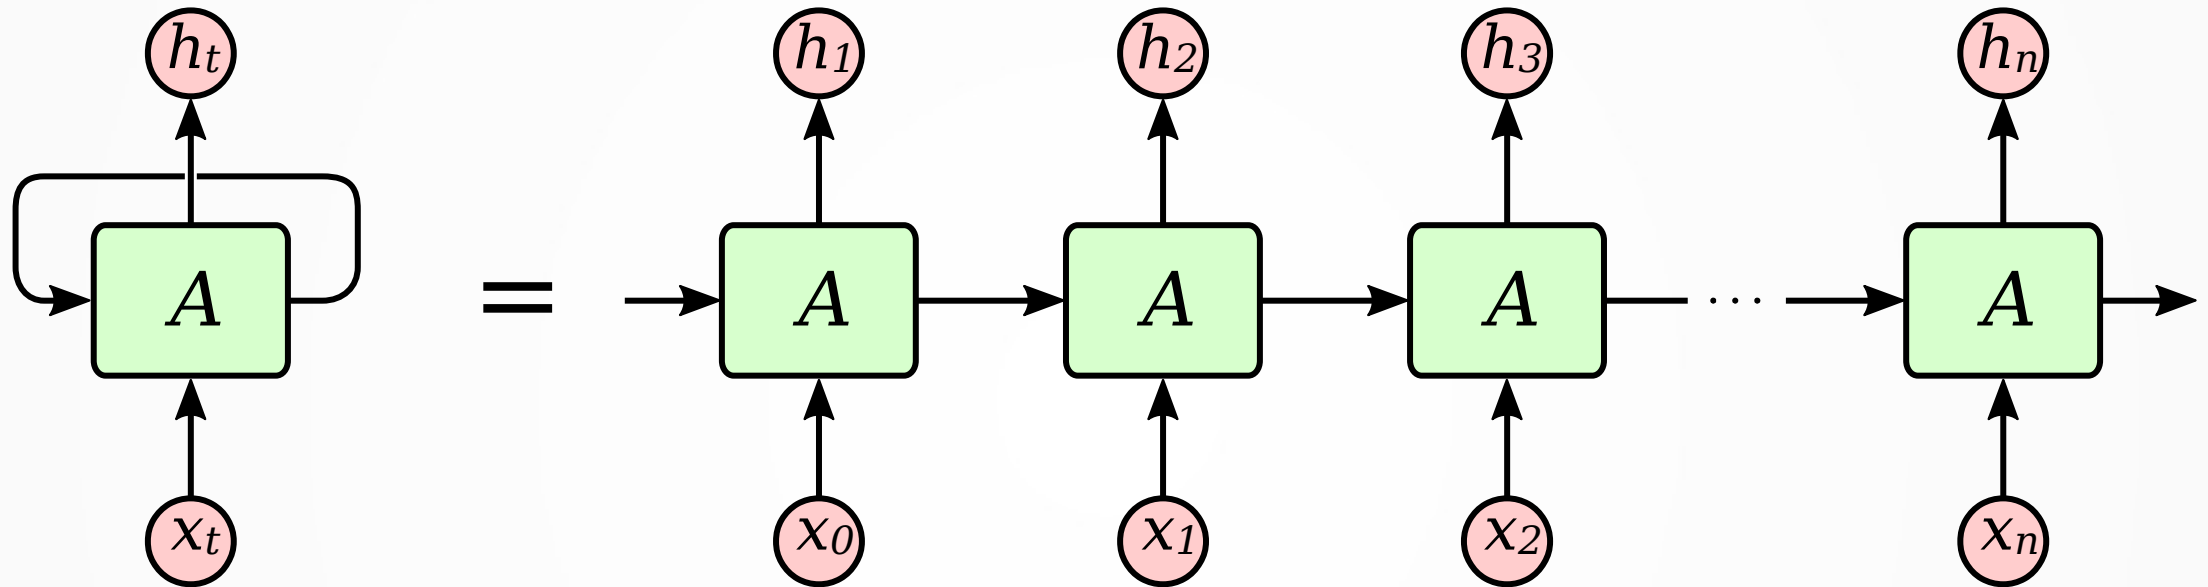 hₜ h₁ h₂ h₃ hₙ
A = A A A ... A
xₜ x₀ x₁ x₂ xₙ